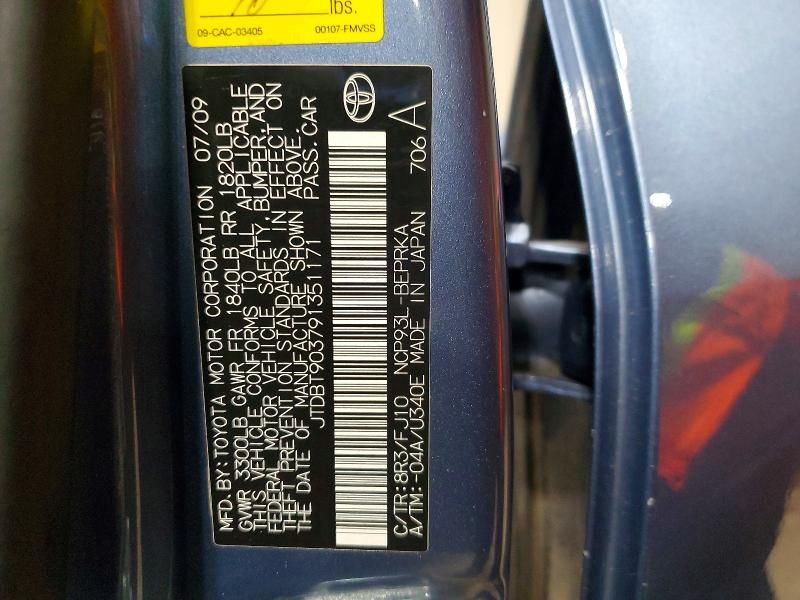 lbs.
09-CAC-03405 00107-FMVSS
MFD. BY: TOYOTA MOTOR CORPORATION 07/09
GVWR 3300LB GAWR FR 1840LB RR 1820LB
THIS VEHICLE CONFORMS TO ALL APPLICABLE
FEDERAL MOTOR VEHICLE SAFETY, BUMPER, AND
THEFT PREVENTION STANDARDS IN EFFECT ON
THE DATE OF MANUFACTURE SHOWN ABOVE.
JTDBT903791351171 PASS. CAR
C/TR: 8R3/FJ10 NCP93L-BEPRKA 706 A
A/TM: -04A/U340E MADE IN JAPAN